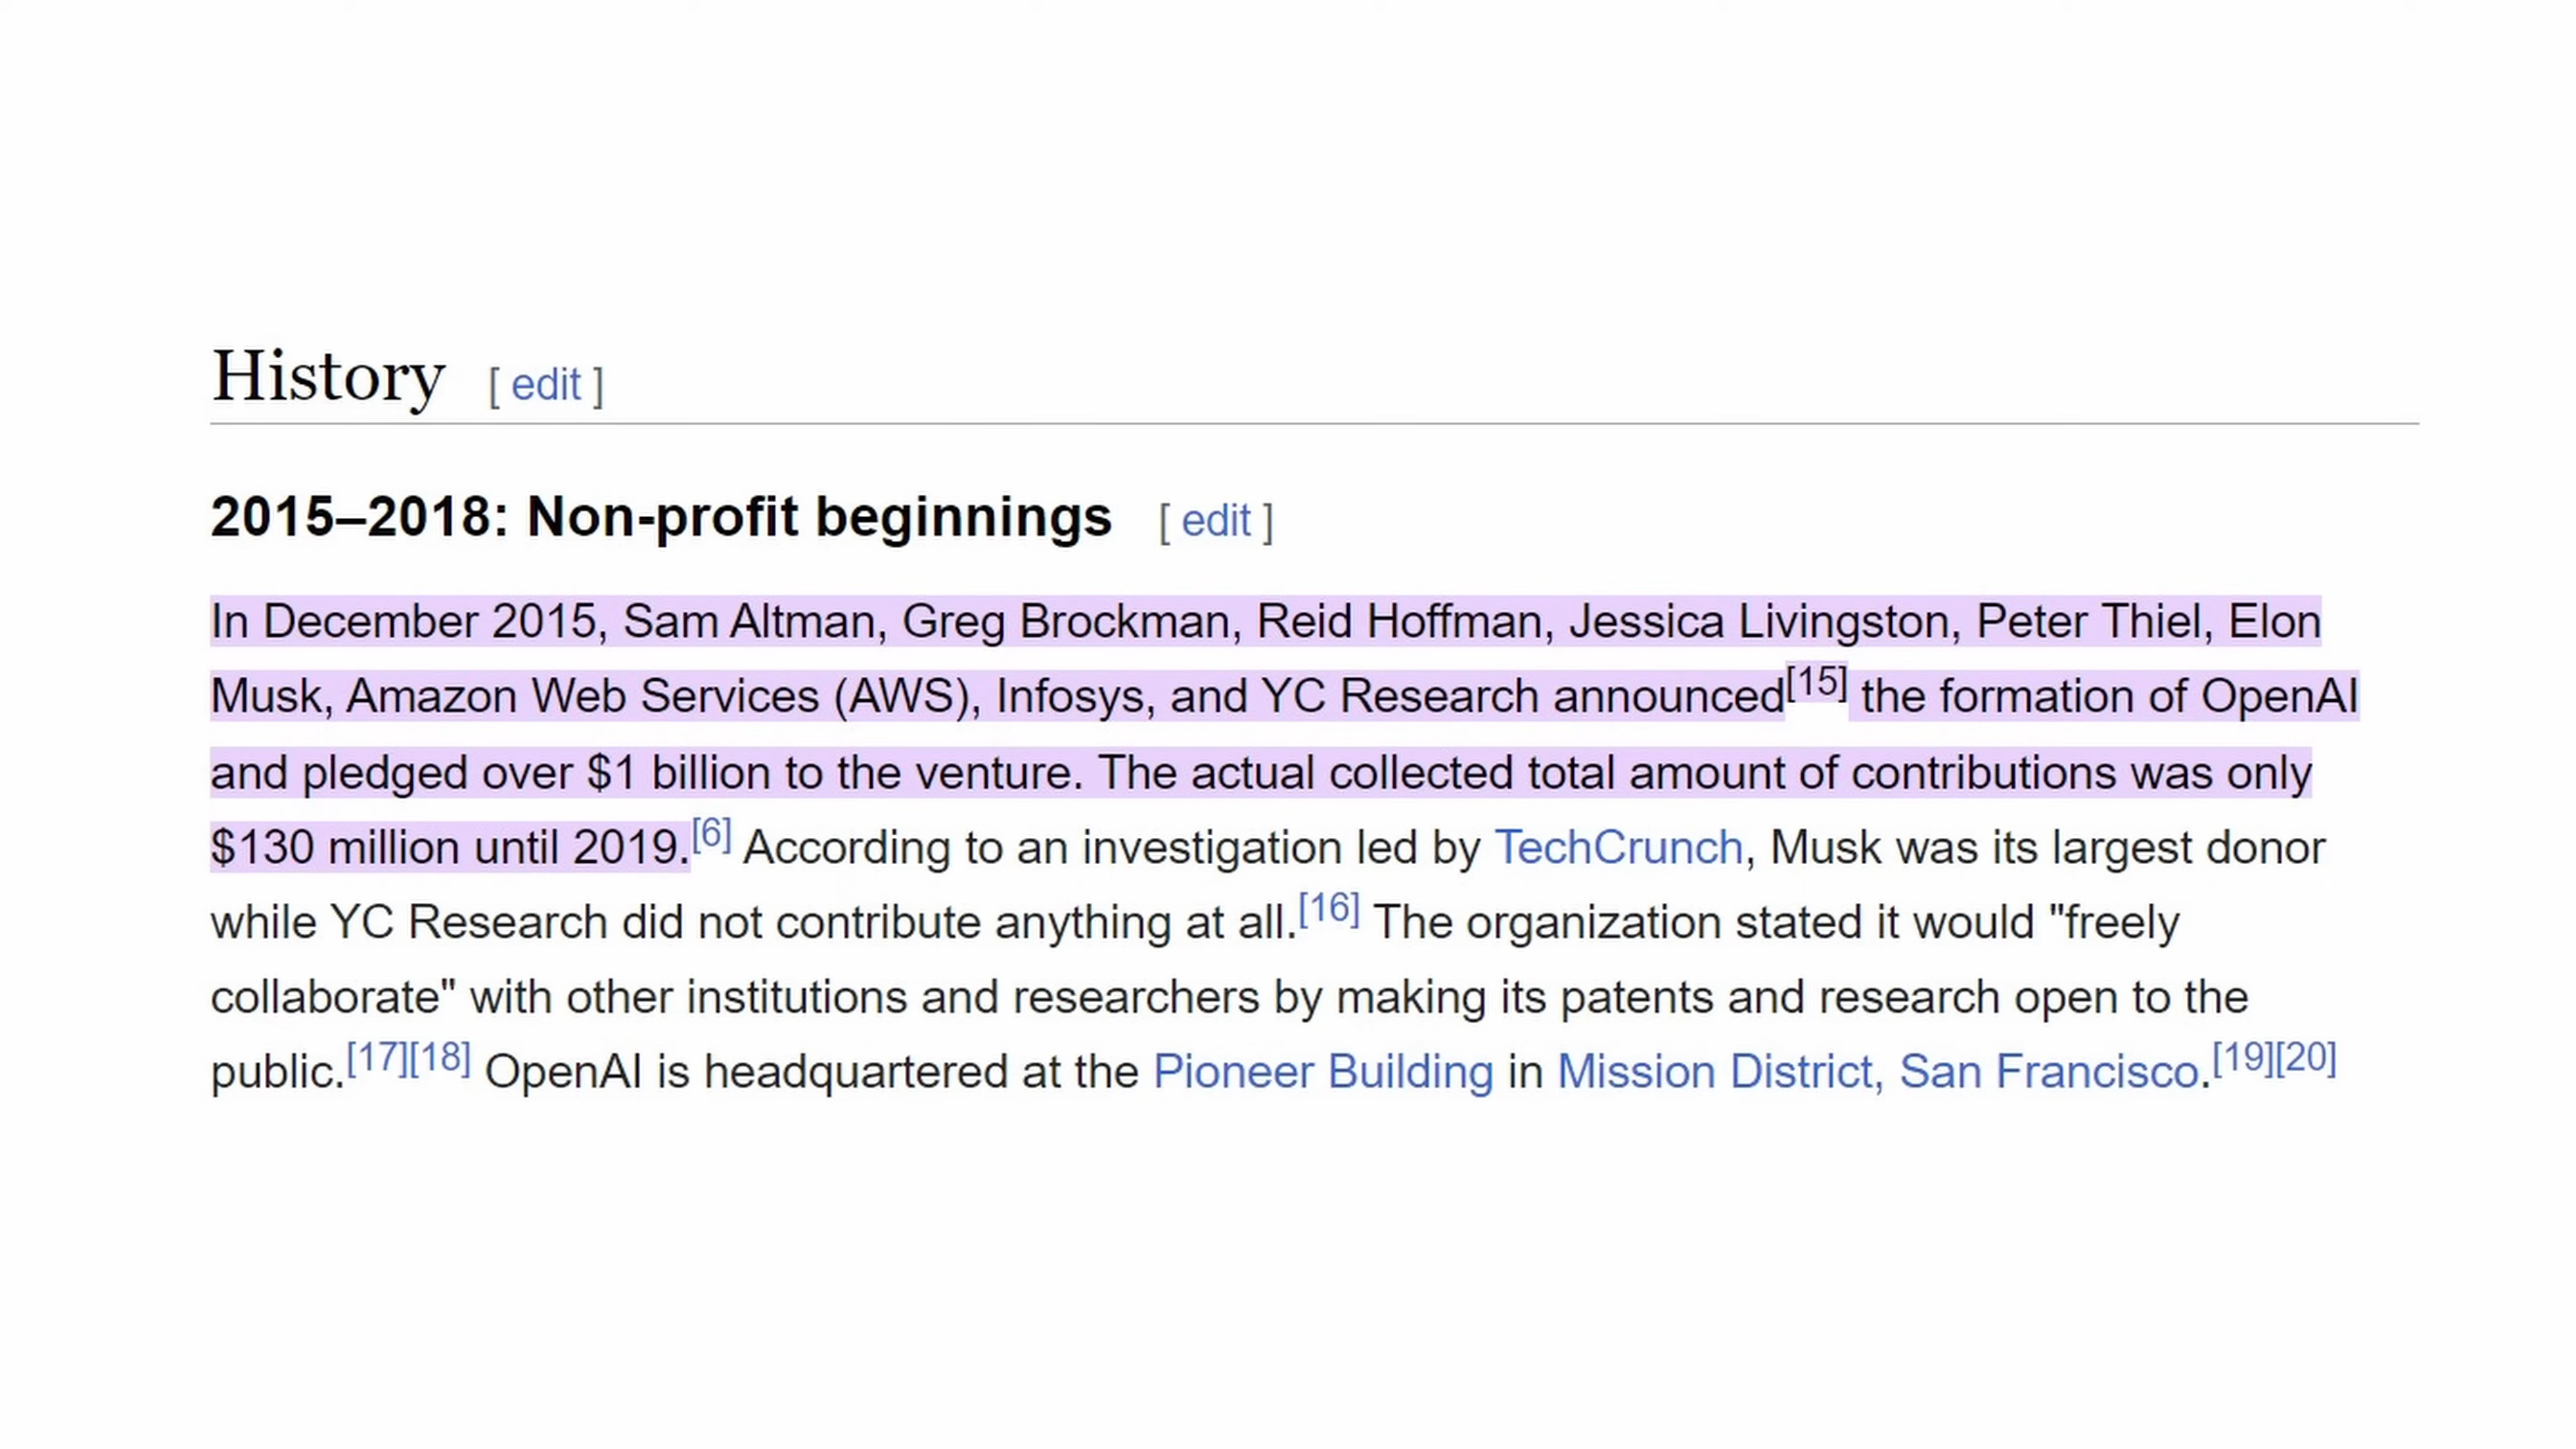 History [ edit ]
2015–2018: Non-profit beginnings [ edit ]
In December 2015, Sam Altman, Greg Brockman, Reid Hoffman, Jessica Livingston, Peter Thiel, Elon
Musk, Amazon Web Services (AWS), Infosys, and YC Research announced[15] the formation of OpenAI
and pledged over $1 billion to the venture. The actual collected total amount of contributions was only
$130 million until 2019.[6] According to an investigation led by TechCrunch, Musk was its largest donor
while YC Research did not contribute anything at all.[16] The organization stated it would "freely
collaborate" with other institutions and researchers by making its patents and research open to the
public.[17][18] OpenAI is headquartered at the Pioneer Building in Mission District, San Francisco.[19][20]